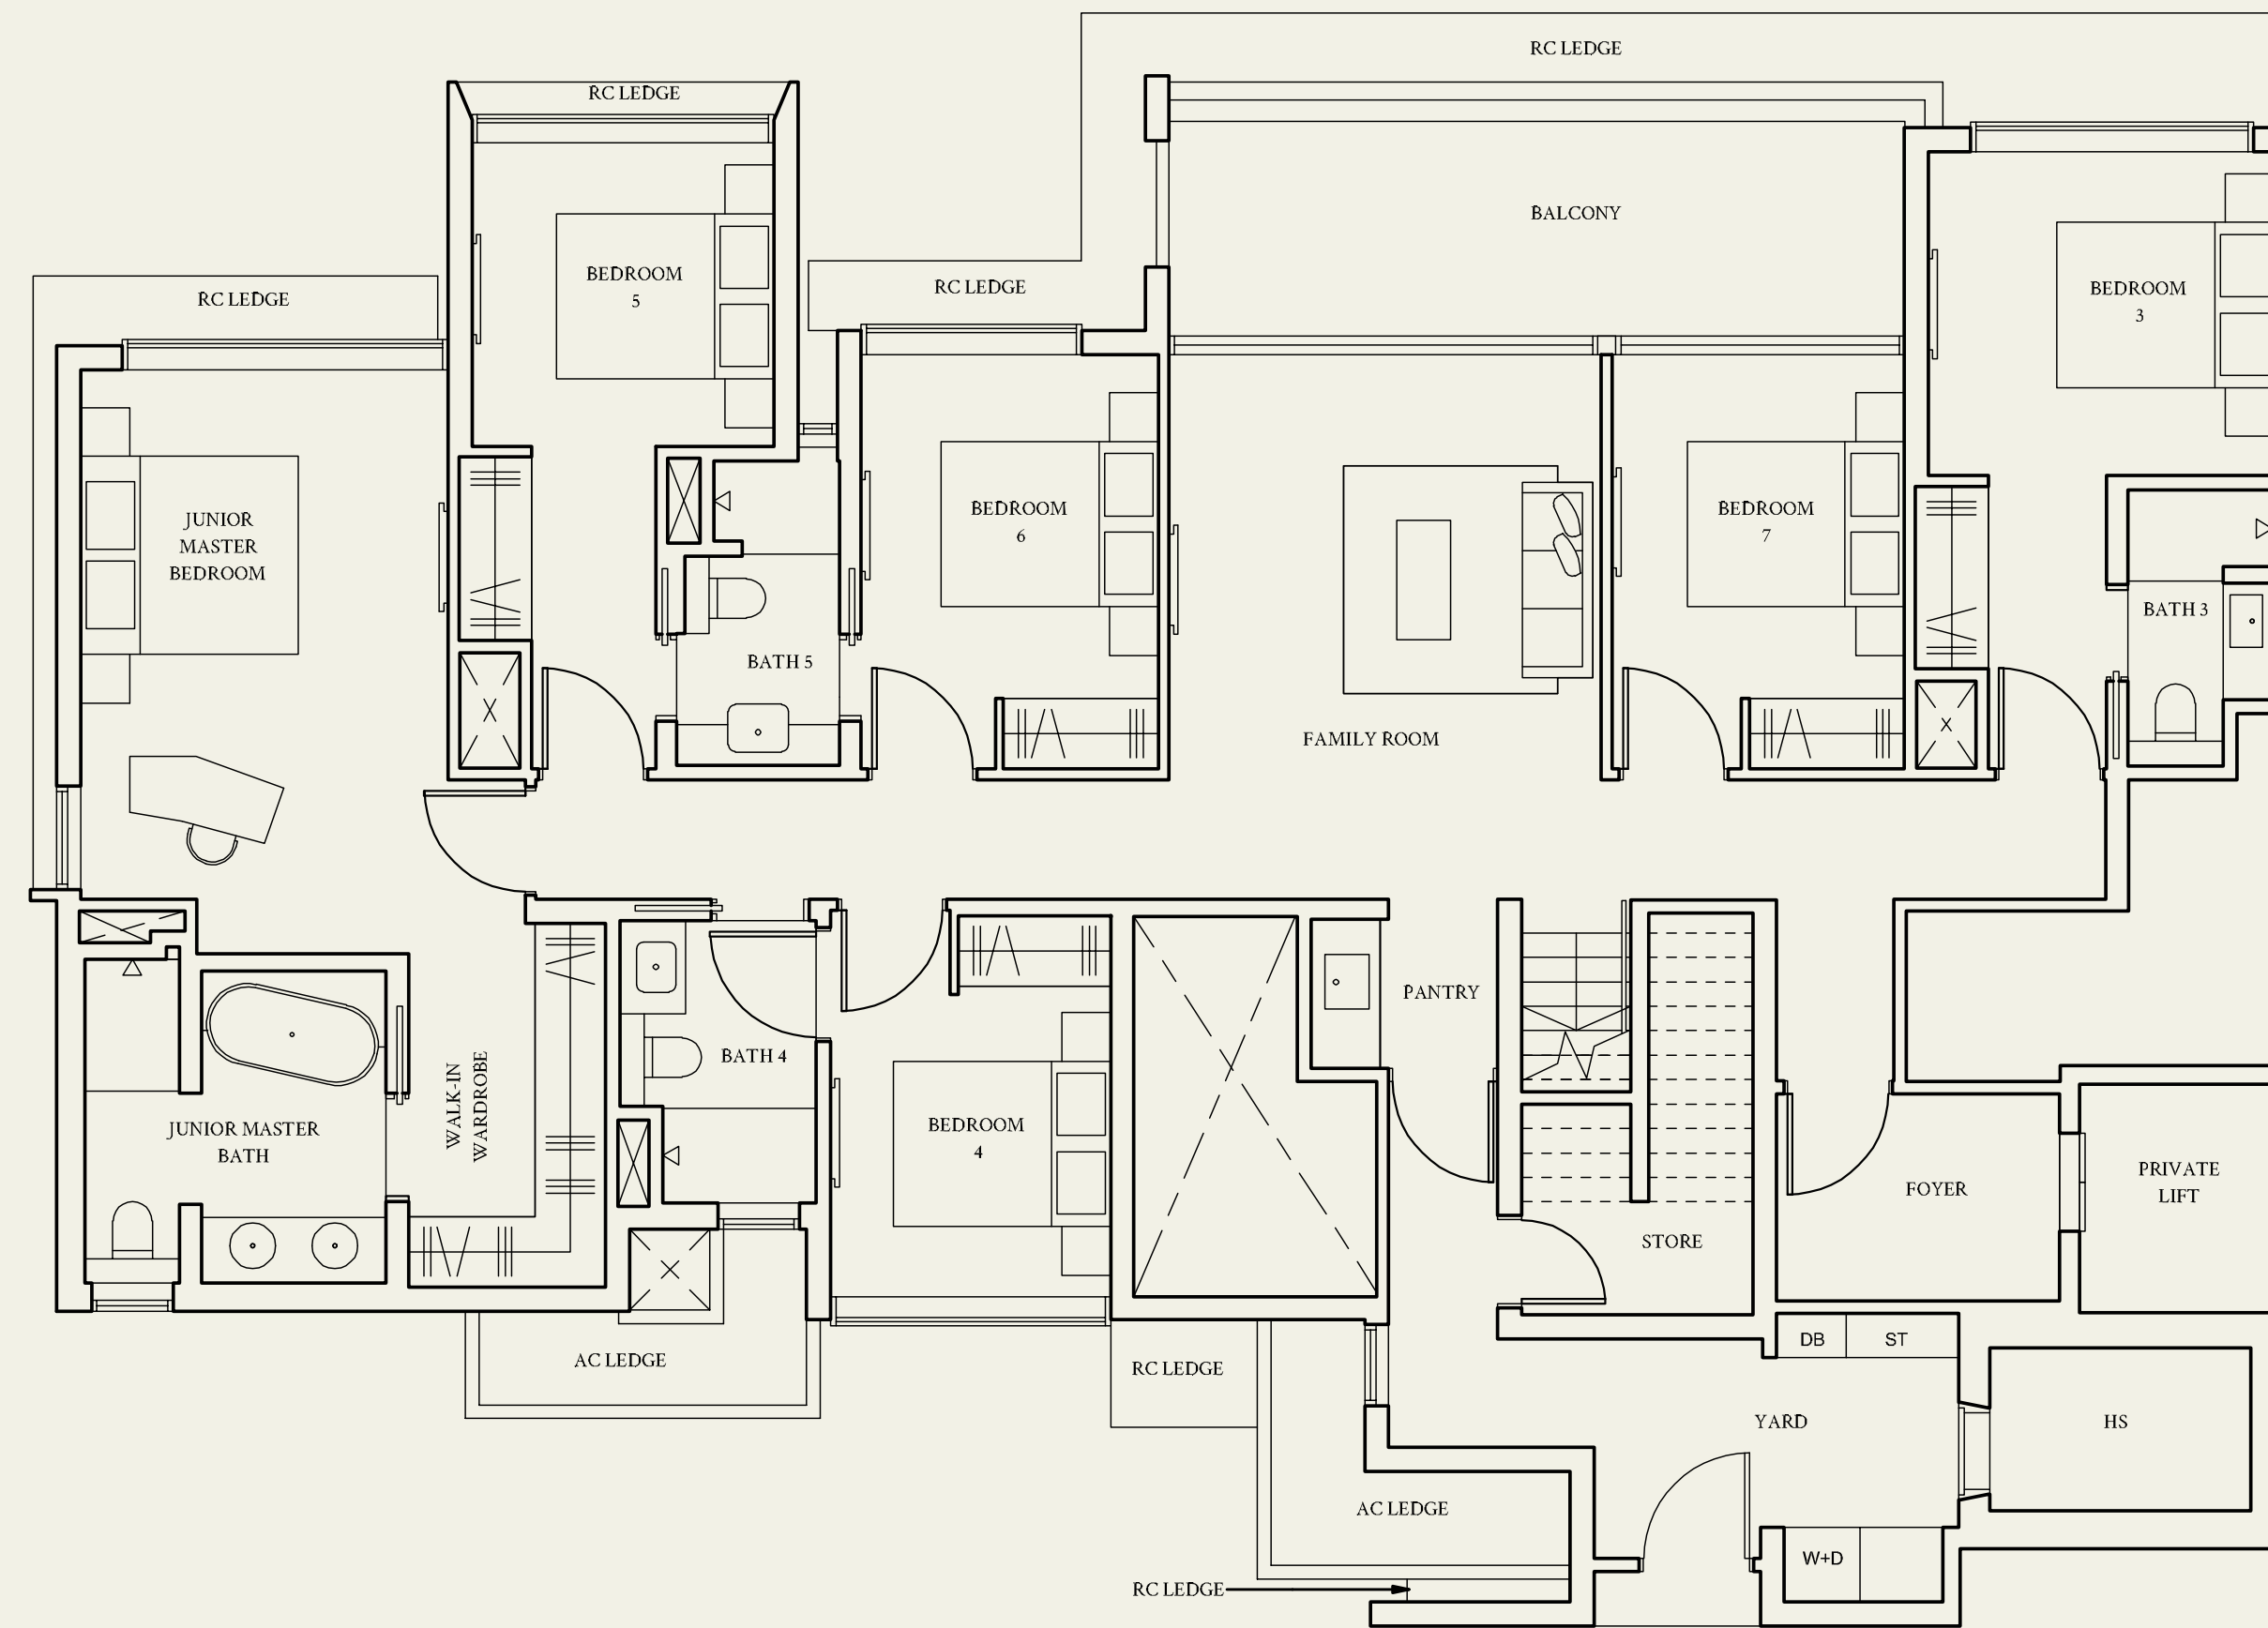 RC LEDGE
RC LEDGE
BALCONY
BEDROOM
5
RC LEDGE
RC LEDGE
BEDROOM
3
JUNIOR
MASTER
BEDROOM
BEDROOM
6
BEDROOM
7
BATH 3
BATH 5
FAMILY ROOM
PANTRY
BATH 4
WALK-IN
WARDROBE
JUNIOR MASTER
BATH
BEDROOM
4
PRIVATE
LIFT
FOYER
STORE
DB
ST
AC LEDGE
RC LEDGE
YARD
HS
AC LEDGE
W+D
RC LEDGE